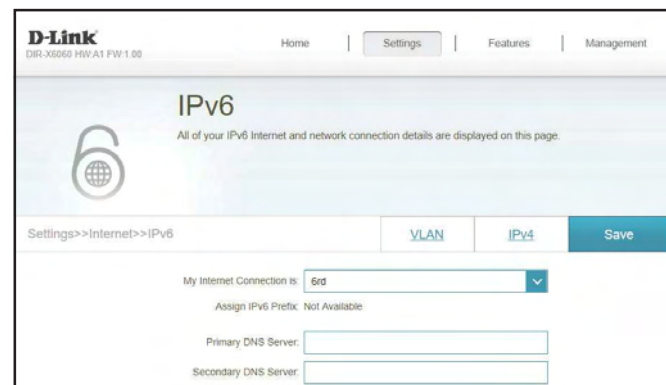 D-Link
DIR-X6060 HW:A1 FW:1.00
Home | Settings | Features | Management
IPv6
All of your IPv6 Internet and network connection details are displayed on this page.
Settings>>Internet>>IPv6
VLAN
IPv4
Save
My Internet Connection is: 6rd
Assign IPv6 Prefix: Not Available
Primary DNS Server:
Secondary DNS Server: